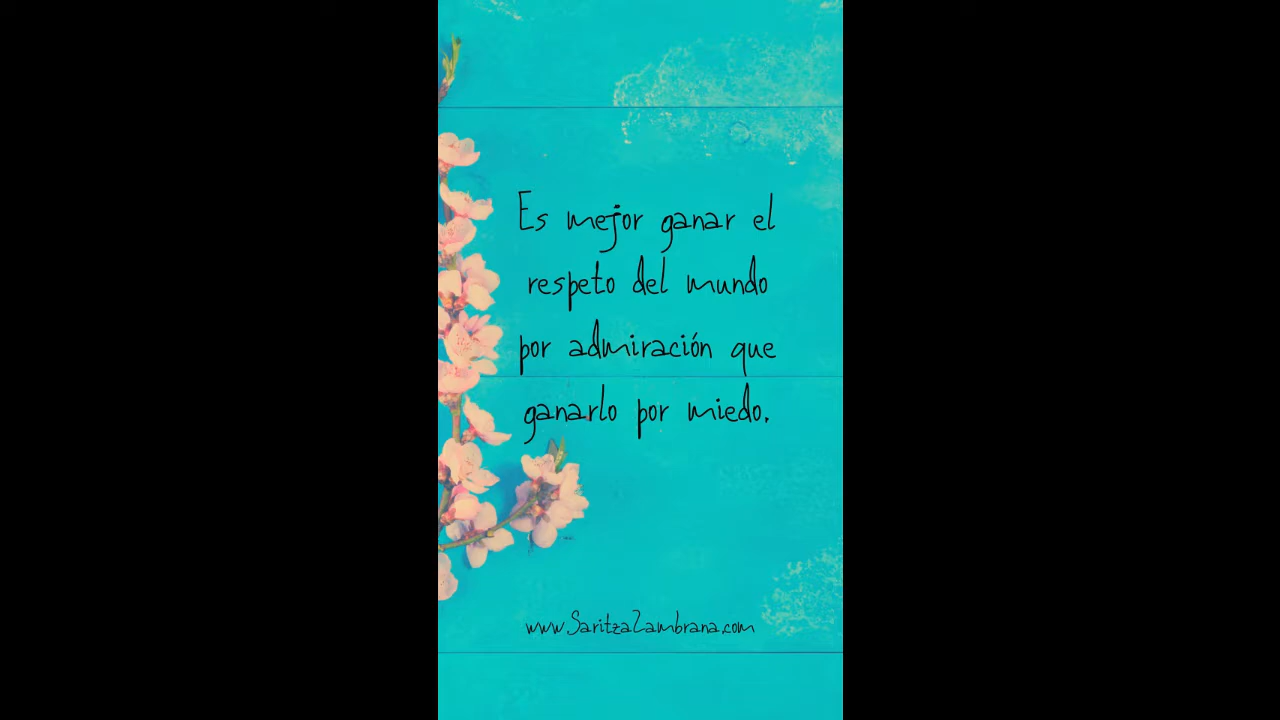 Es mejor ganar el
respeto del mundo
por admiración que
ganarlo por miedo.
www.SaritzaZambrana.com